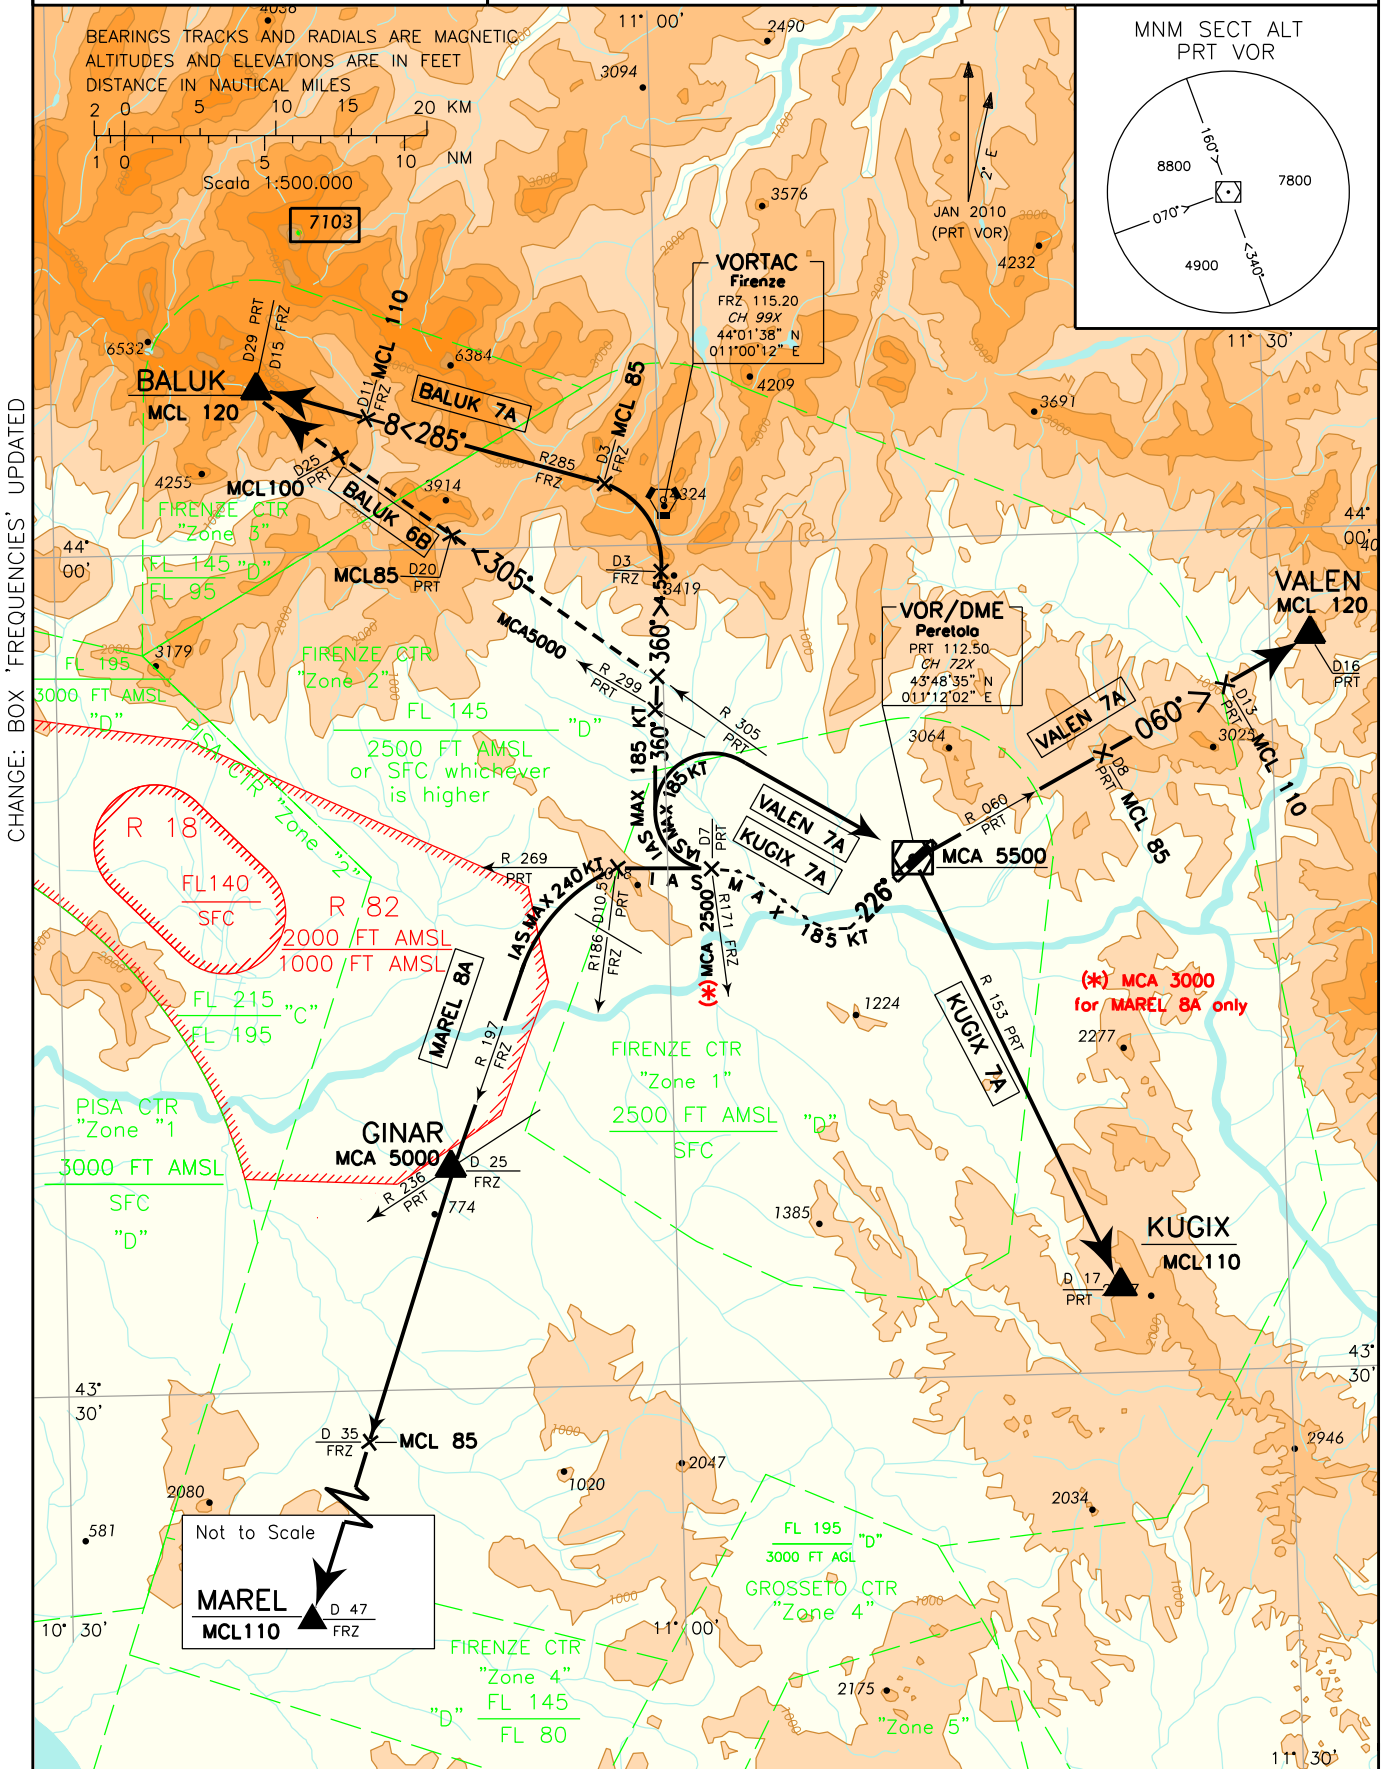 CHANGE: BOX 'FREQUENCIES' UPDATED
BEARINGS TRACKS AND RADIALS ARE MAGNETIC
ALTITUDES AND ELEVATIONS ARE IN FEET
DISTANCE IN NAUTICAL MILES
2 0 5 10 15 20 KM
1 0 5 10 NM
Scala 1:500.000
7103
4036
11° 00'
2490
3094
3576
4232
JAN 2010
(PRT VOR)
2° E
MNM SECT ALT
PRT VOR
160°>
8800
7800
070°>
4900
<340°
11° 30'
VORTAC
Firenze
FRZ 115.20
CH 99X
44°01'38" N
011°00'12" E
6532
D29 PRT
D15 FRZ
BALUK
MCL 120
D11
FRZ
MCL 110
6384
BALUK 7A
8<285°
R285
FRZ
D3
FRZ
MCL 85
4209
3691
4324
4255
MCL100
D25
PRT
3914
BALUK 6B
<305°
MCL85
D20
PRT
MCA5000
FIRENZE CTR
"Zone 3"
FL 145
FL 95
"D"
44°
00'
D3
FRZ
3419
360°>45
44°
00'
40
VALEN
MCL 120
D16
PRT
VOR/DME
Peretola
PRT 112.50
CH 72X
43°48'35" N
011°12'02" E
3179
FL 195
3000 FT AMSL
"D"
FIRENZE CTR
"Zone 2"
FL 145
2500 FT AMSL
or SFC whichever
is higher
"D"
PISA CTR "Zone "2"
R 299
PRT
R 305
PRT
360°
IAS MAX 185 KT
IAS MAX 185KT
VALEN 7A
KUGIX 7A
3064
VALEN 7A
060° >
D13
PRT
MCL 110
3025
D8
PRT
MCL 85
R 060
PRT
MCA 5500
R 18
FL140
SFC
R 82
2000 FT AMSL
1000 FT AMSL
R 269
PRT
IAS MAX 240KT
2018
D10.5
PRT
R186
FRZ
D7
PRT
IAS MAX 185 KT
226°
(*) MCA 2500
R171 FRZ
MAREL 8A
R 197
FRZ
FL 215
FL 195
"C"
1224
R 153 PRT
KUGIX 7A
(*) MCA 3000
for MAREL 8A only
2277
FIRENZE CTR
"Zone 1"
2500 FT AMSL
SFC
"D"
PISA CTR
"Zone "1
3000 FT AMSL
SFC
"D"
GINAR
MCA 5000
D 25
FRZ
R 236
PRT
774
1385
KUGIX
MCL110
D 17
PRT
43°
30'
43°
30'
D 35
FRZ
MCL 85
1020
2047
2946
2034
2080
581
Not to Scale
MAREL
MCL110
D 47
FRZ
10° 30'
11° 00'
FL 195
3000 FT AGL
"D"
GROSSETO CTR
"Zone 4"
FIRENZE CTR
"Zone 4"
"D"
FL 145
FL 80
2175
"Zone 5"
11° 30'